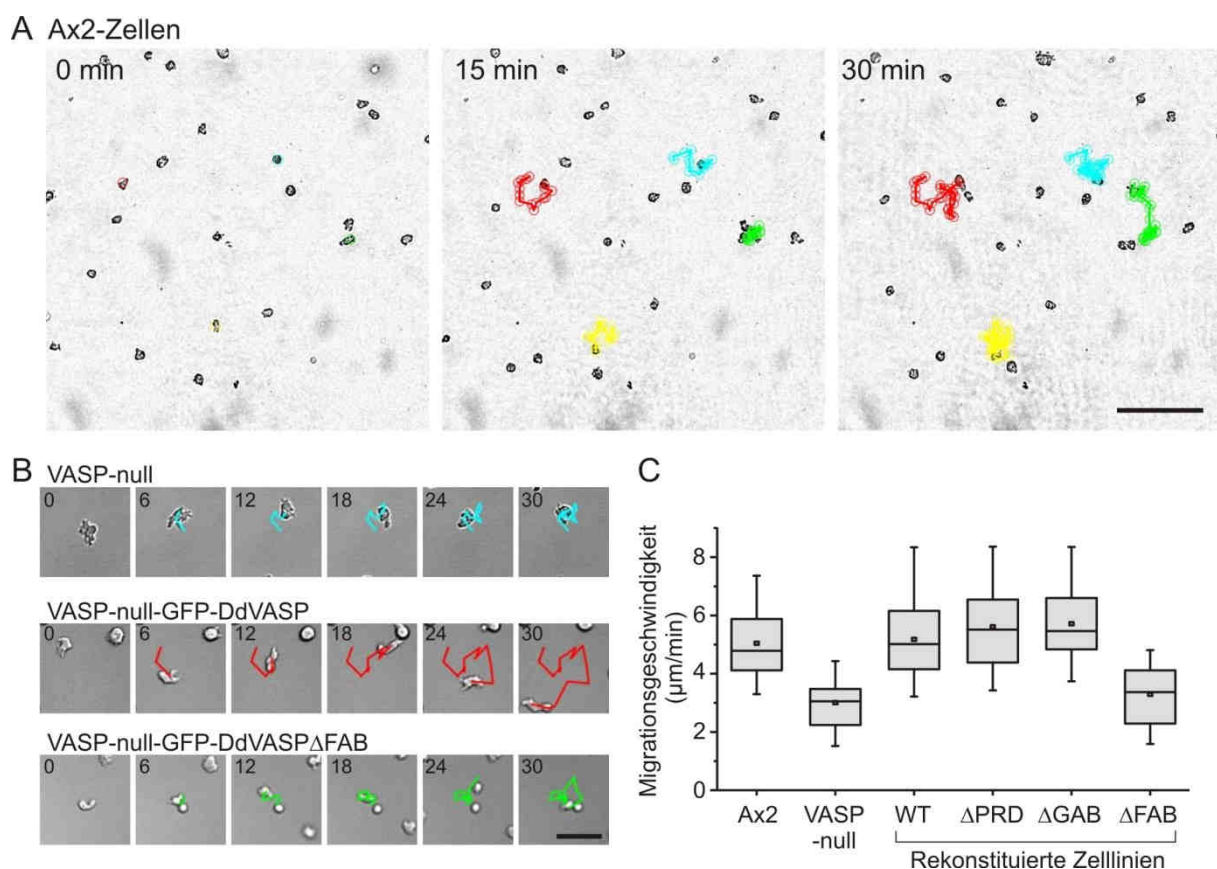 A Ax2-Zellen
0 min 15 min 30 min
B VASP-null
0 6 12 18 24 30
VASP-null-GFP-DdVASP
0 6 12 18 24 30
VASP-null-GFP-DdVASPΔFAB
0 6 12 18 24 30
C
Migrationsgeschwindigkeit
(µm/min)
8
6
4
2
0
Ax2 VASP WT ΔPRD ΔGAB ΔFAB
-null
Rekonstituierte Zelllinien